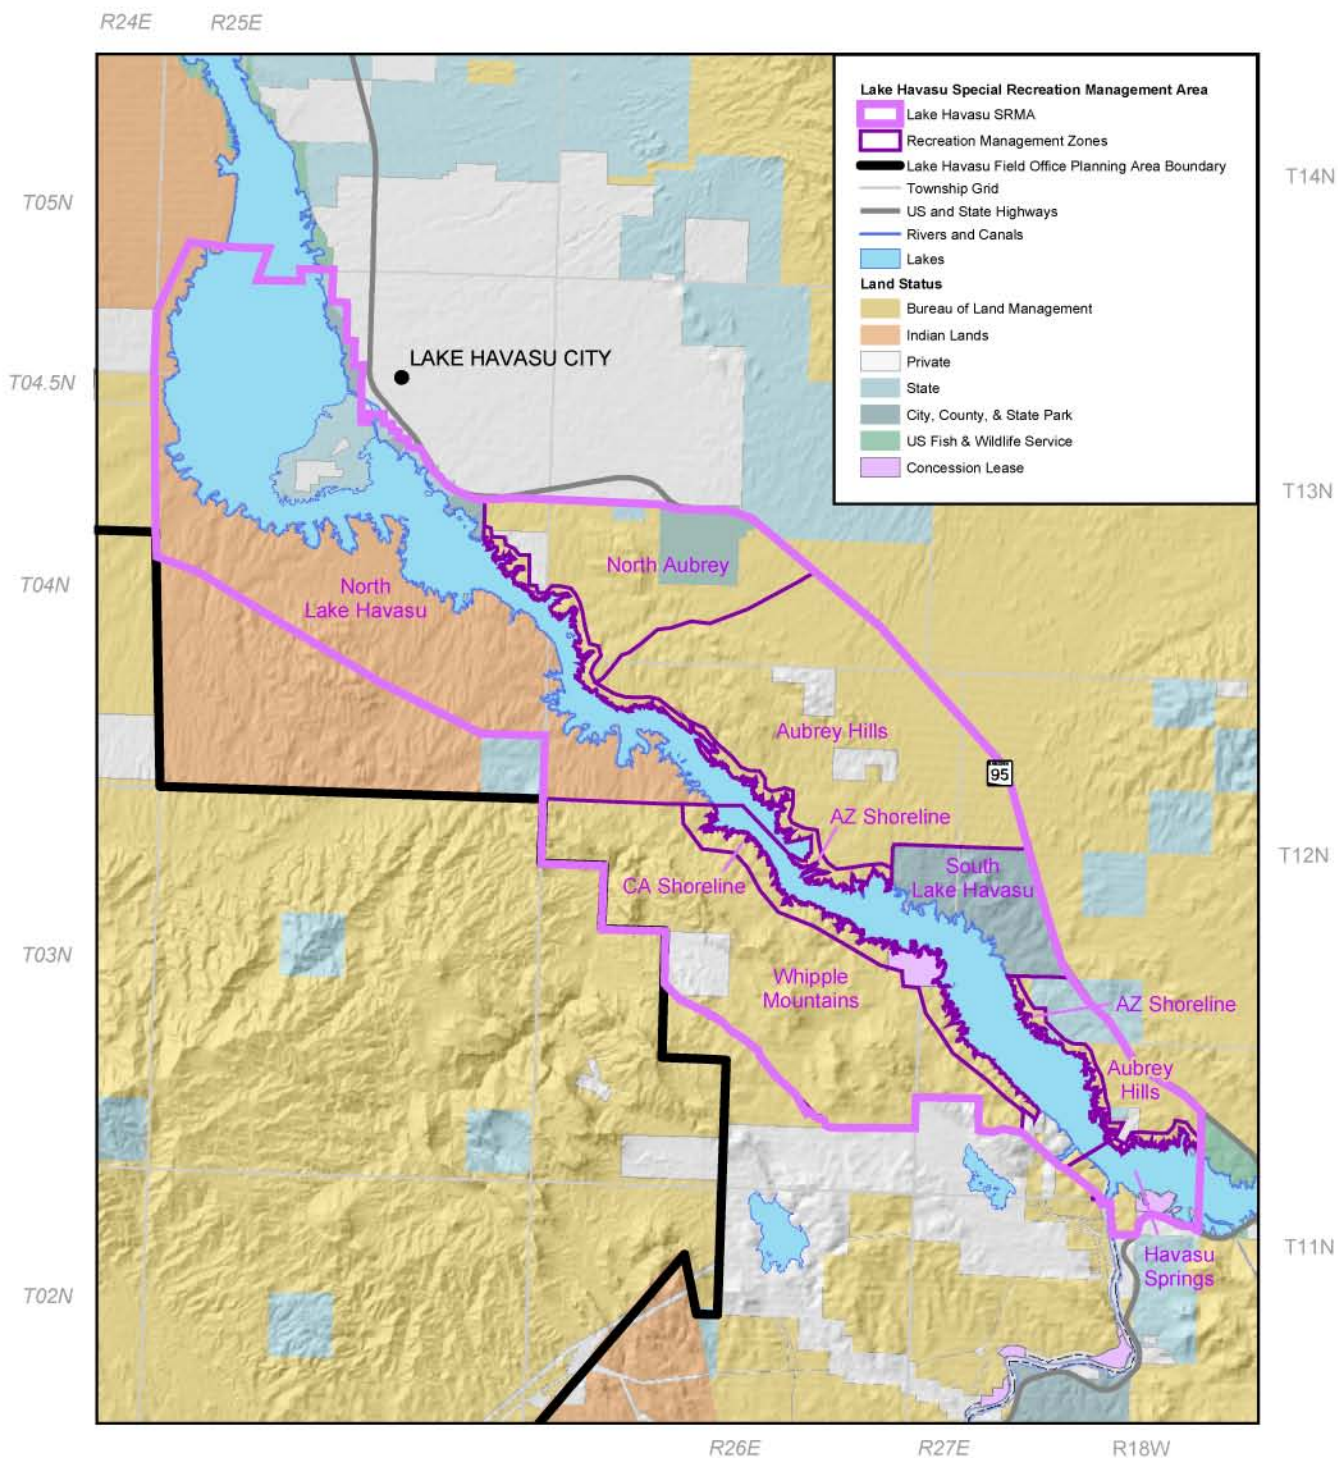 R24E R25E
Lake Havasu Special Recreation Management Area
Lake Havasu SRMA
Recreation Management Zones
Lake Havasu Field Office Planning Area Boundary
Township Grid
US and State Highways
Rivers and Canals
Lakes
Land Status
Bureau of Land Management
Indian Lands
Private
State
City, County, & State Park
US Fish & Wildlife Service
Concession Lease
T14N
T05N
T04.5N
LAKE HAVASU CITY
T13N
T04N
North Aubrey
North
Lake Havasu
Aubrey Hills
95
AZ Shoreline
T12N
South
Lake Havasu
CA Shoreline
T03N
Whipple
Mountains
AZ Shoreline
Aubrey
Hills
T11N
Havasu
Springs
T02N
R26E R27E R18W